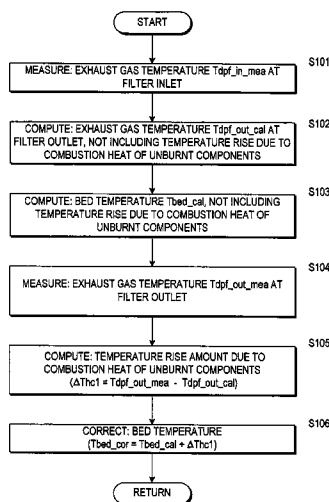 START
S101
MEASURE: EXHAUST GAS TEMPERATURE Tdpf_in_mea AT
FILTER INLET
S102
COMPUTE: EXHAUST GAS TEMPERATURE Tdpf_out_cal AT
FILTER OUTLET, NOT INCLUDING TEMPERATURE RISE DUE TO
COMBUSTION HEAT OF UNBURNT COMPONENTS
S103
COMPUTE: BED TEMPERATURE Tbed_cal, NOT INCLUDING
TEMPERATURE RISE DUE TO COMBUSTION HEAT OF
UNBURNT COMPONENTS
S104
MEASURE: EXHAUST GAS TEMPERATURE Tdpf_out_mea AT
FILTER OUTLET
S105
COMPUTE: TEMPERATURE RISE AMOUNT DUE TO
COMBUSTION HEAT OF UNBURNT COMPONENTS
(ΔThc1 = Tdpf_out_mea - Tdpf_out_cal)
S106
CORRECT: BED TEMPERATURE
(Tbed_cor = Tbed_cal + ΔThc1)
RETURN